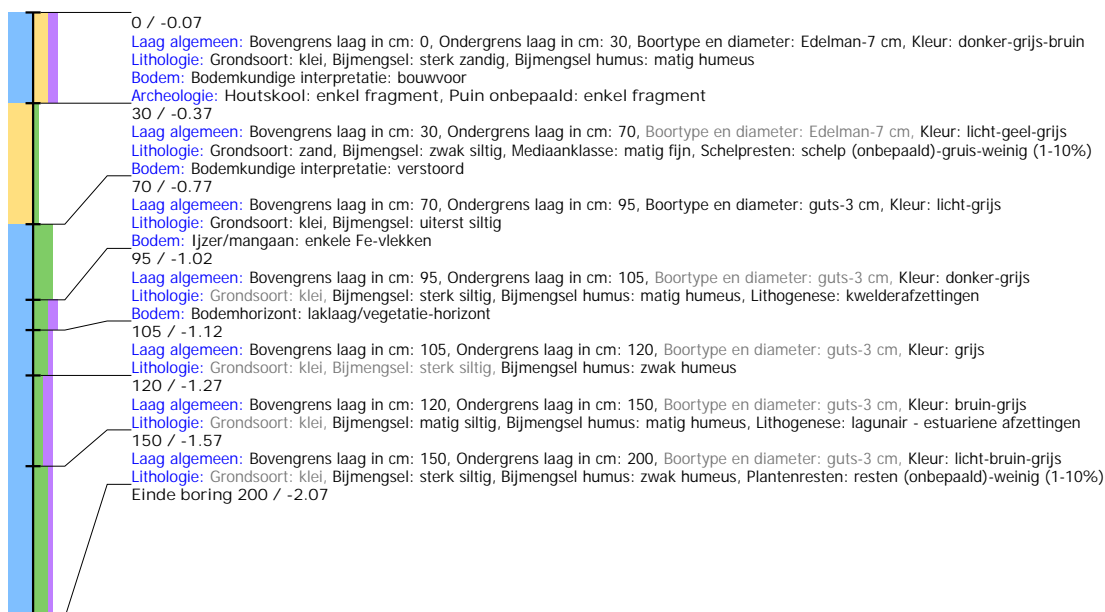 0 / -0.07
Laag algemeen: Bovengrens laag in cm: 0, Ondergrens laag in cm: 30, Boortype en diameter: Edelman-7 cm, Kleur: donker-grijs-bruin
Lithologie: Grondsoort: klei, Bijmengsel: sterk zandig, Bijmengsel humus: matig humeus
Bodem: Bodemkundige interpretatie: bouwvoor
Archeologie: Houtskool: enkel fragment, Puin onbepaald: enkel fragment
30 / -0.37
Laag algemeen: Bovengrens laag in cm: 30, Ondergrens laag in cm: 70, Boortype en diameter: Edelman-7 cm, Kleur: licht-geel-grijs
Lithologie: Grondsoort: zand, Bijmengsel: zwak siltig, Mediaanklasse: matig fijn, Schelpresten: schelp (onbepaald)-gruis-weinig (1-10%)
Bodem: Bodemkundige interpretatie: verstoord
70 / -0.77
Laag algemeen: Bovengrens laag in cm: 70, Ondergrens laag in cm: 95, Boortype en diameter: guts-3 cm, Kleur: licht-grijs
Lithologie: Grondsoort: klei, Bijmengsel: uiterst siltig
Bodem: Ijzer/mangaan: enkele Fe-vlekken
95 / -1.02
Laag algemeen: Bovengrens laag in cm: 95, Ondergrens laag in cm: 105, Boortype en diameter: guts-3 cm, Kleur: donker-grijs
Lithologie: Grondsoort: klei, Bijmengsel: sterk siltig, Bijmengsel humus: matig humeus, Lithogenese: kwelderafzettingen
Bodem: Bodemhorizont: laklaag/vegetatie-horizont
105 / -1.12
Laag algemeen: Bovengrens laag in cm: 105, Ondergrens laag in cm: 120, Boortype en diameter: guts-3 cm, Kleur: grijs
Lithologie: Grondsoort: klei, Bijmengsel: sterk siltig, Bijmengsel humus: zwak humeus
120 / -1.27
Laag algemeen: Bovengrens laag in cm: 120, Ondergrens laag in cm: 150, Boortype en diameter: guts-3 cm, Kleur: bruin-grijs
Lithologie: Grondsoort: klei, Bijmengsel: matig siltig, Bijmengsel humus: matig humeus, Lithogenese: lagunair - estuariene afzettingen
150 / -1.57
Laag algemeen: Bovengrens laag in cm: 150, Ondergrens laag in cm: 200, Boortype en diameter: guts-3 cm, Kleur: licht-bruin-grijs
Lithologie: Grondsoort: klei, Bijmengsel: sterk siltig, Bijmengsel humus: zwak humeus, Plantenresten: resten (onbepaald)-weinig (1-10%)
Einde boring 200 / -2.07